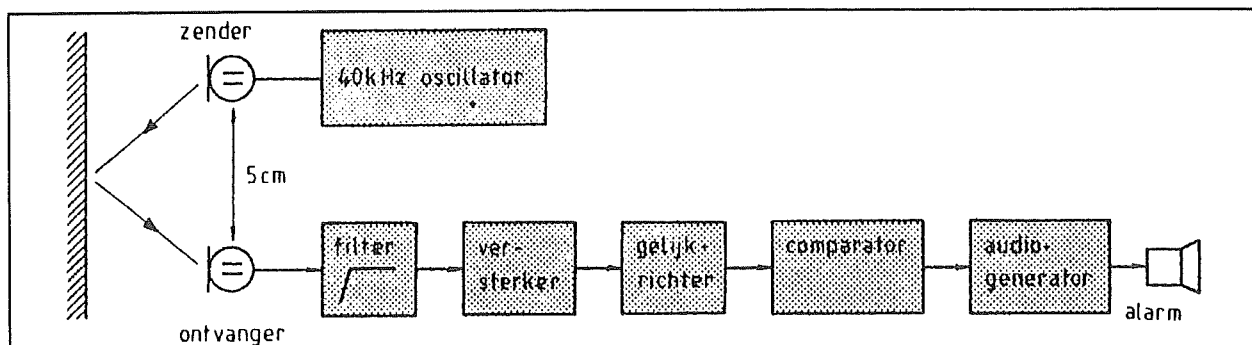 zender
40kHz oscillator
5cm
filter
ver-
sterker
gelijk-
richter
comparator
audio-
generator
ontvanger
alarm